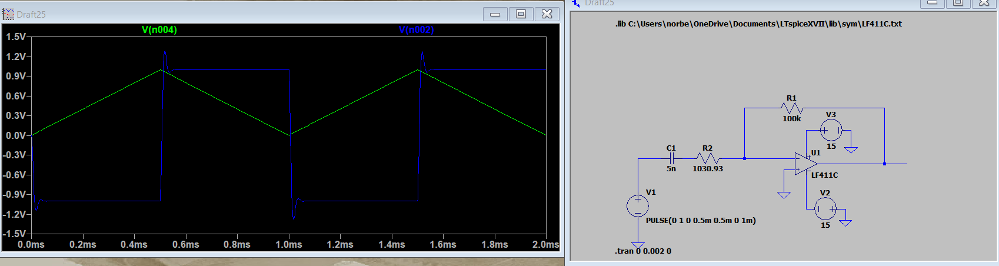 Draft25
V(n004) V(n002)
1.5V
1.2V
0.9V
0.6V
0.3V
0.0V
-0.3V
-0.6V
-0.9V
-1.2V
-1.5V
0.0ms 0.2ms 0.4ms 0.6ms 0.8ms 1.0ms 1.2ms 1.4ms 1.6ms 1.8ms 2.0ms
Draft25
.lib C:\Users\norbe\OneDrive\Documents\LTspiceXVII\lib\sym\LF411C.txt
R1
100k
V3
15
C1
5n
R2
1030.93
U1
LF411C
V1
PULSE(0 1 0 0.5m 0.5m 0 1m)
V2
15
.tran 0 0.002 0